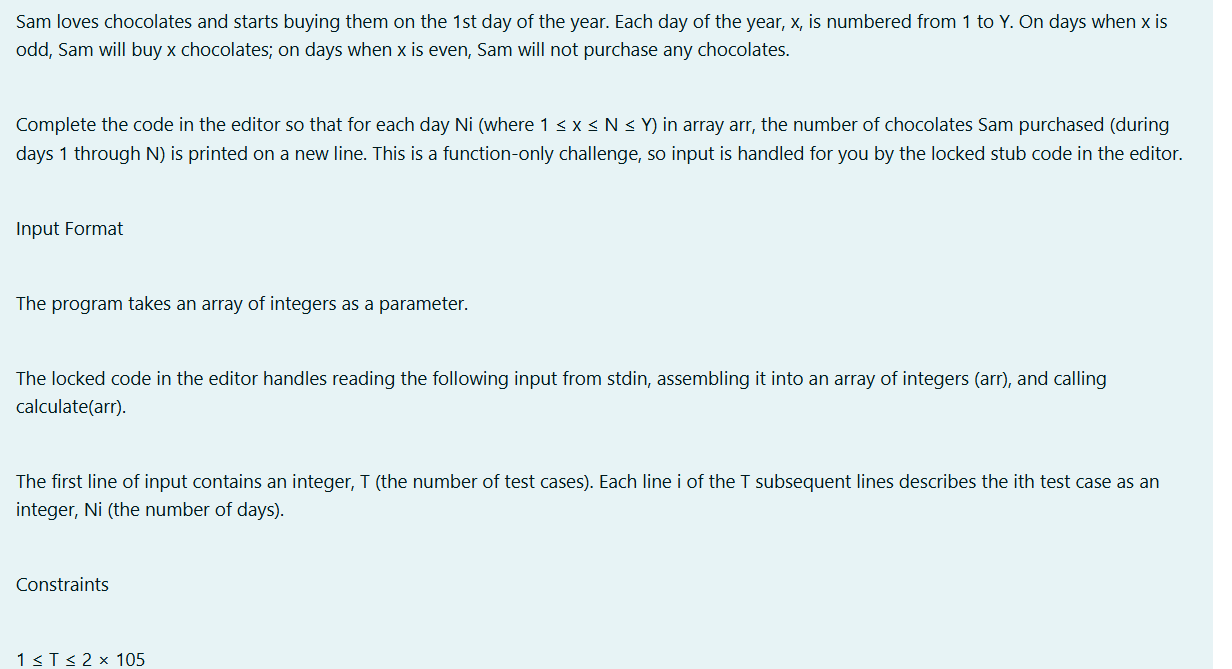 Sam loves chocolates and starts buying them on the 1st day of the year. Each day of the year, x, is numbered from 1 to Y. On days when x is
odd, Sam will buy x chocolates; on days when x is even, Sam will not purchase any chocolates.
Complete the code in the editor so that for each day Ni (where 1 ≤ x ≤ N ≤ Y) in array arr, the number of chocolates Sam purchased (during
days 1 through N) is printed on a new line. This is a function-only challenge, so input is handled for you by the locked stub code in the editor.
Input Format
The program takes an array of integers as a parameter.
The locked code in the editor handles reading the following input from stdin, assembling it into an array of integers (arr), and calling
calculate(arr).
The first line of input contains an integer, T (the number of test cases). Each line i of the T subsequent lines describes the ith test case as an
integer, Ni (the number of days).
Constraints
1 ≤ T ≤ 2 × 105